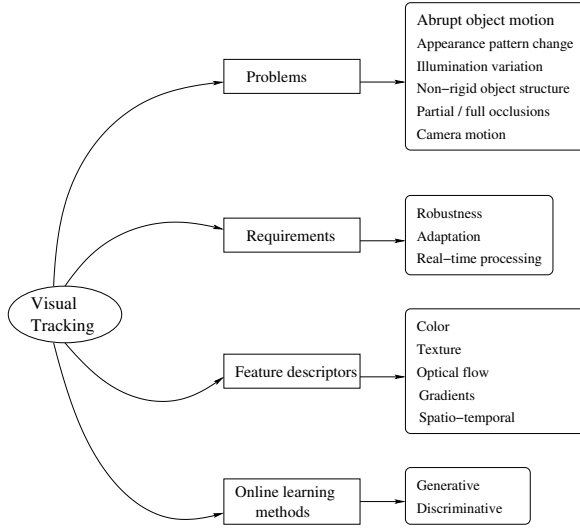 Visual
Tracking
Problems
Abrupt object motion
Appearance pattern change
Illumination variation
Non−rigid object structure
Partial / full occlusions
Camera motion
Requirements
Robustness
Adaptation
Real−time processing
Feature descriptors
Color
Texture
Optical flow
Gradients
Spatio−temporal
Online learning
methods
Generative
Discriminative